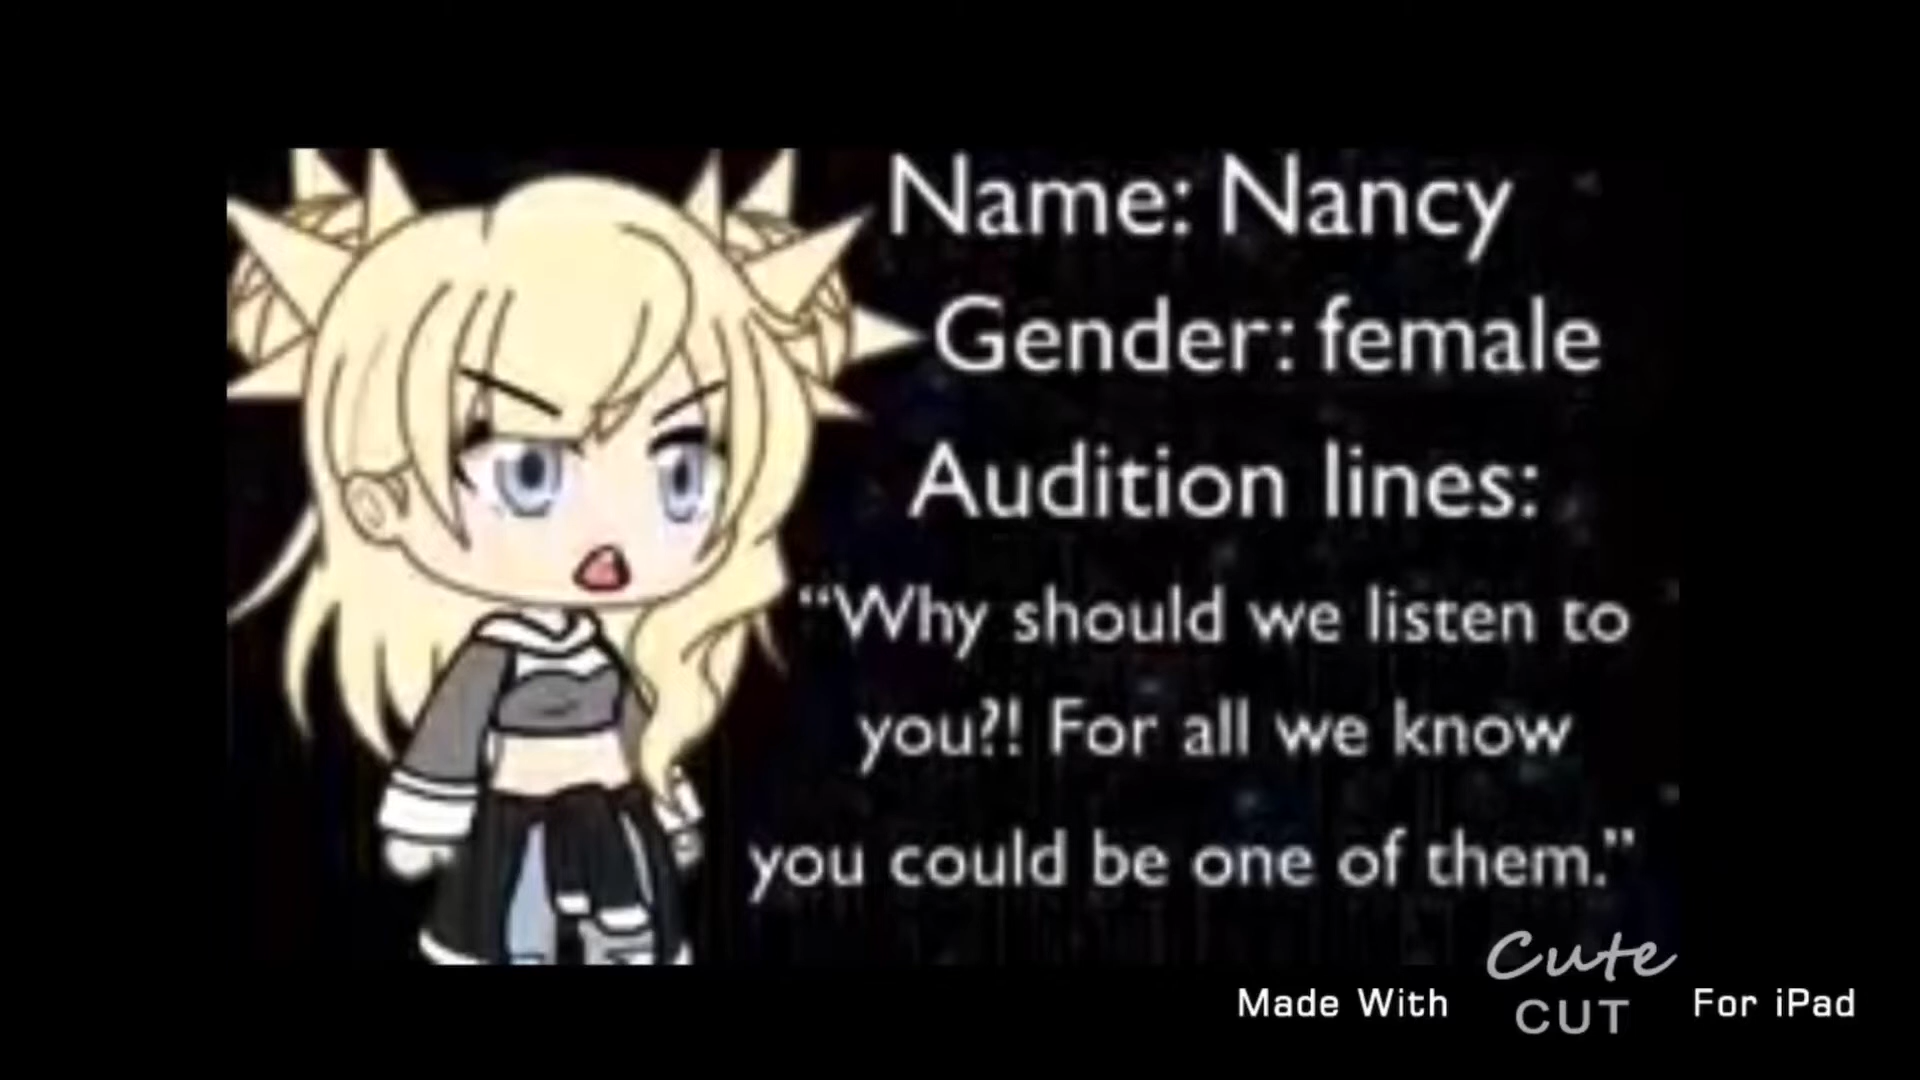 Name: Nancy
Gender: female
Audition lines:
“Why should we listen to
you?! For all we know
you could be one of them.”
Made With Cute CUT For iPad